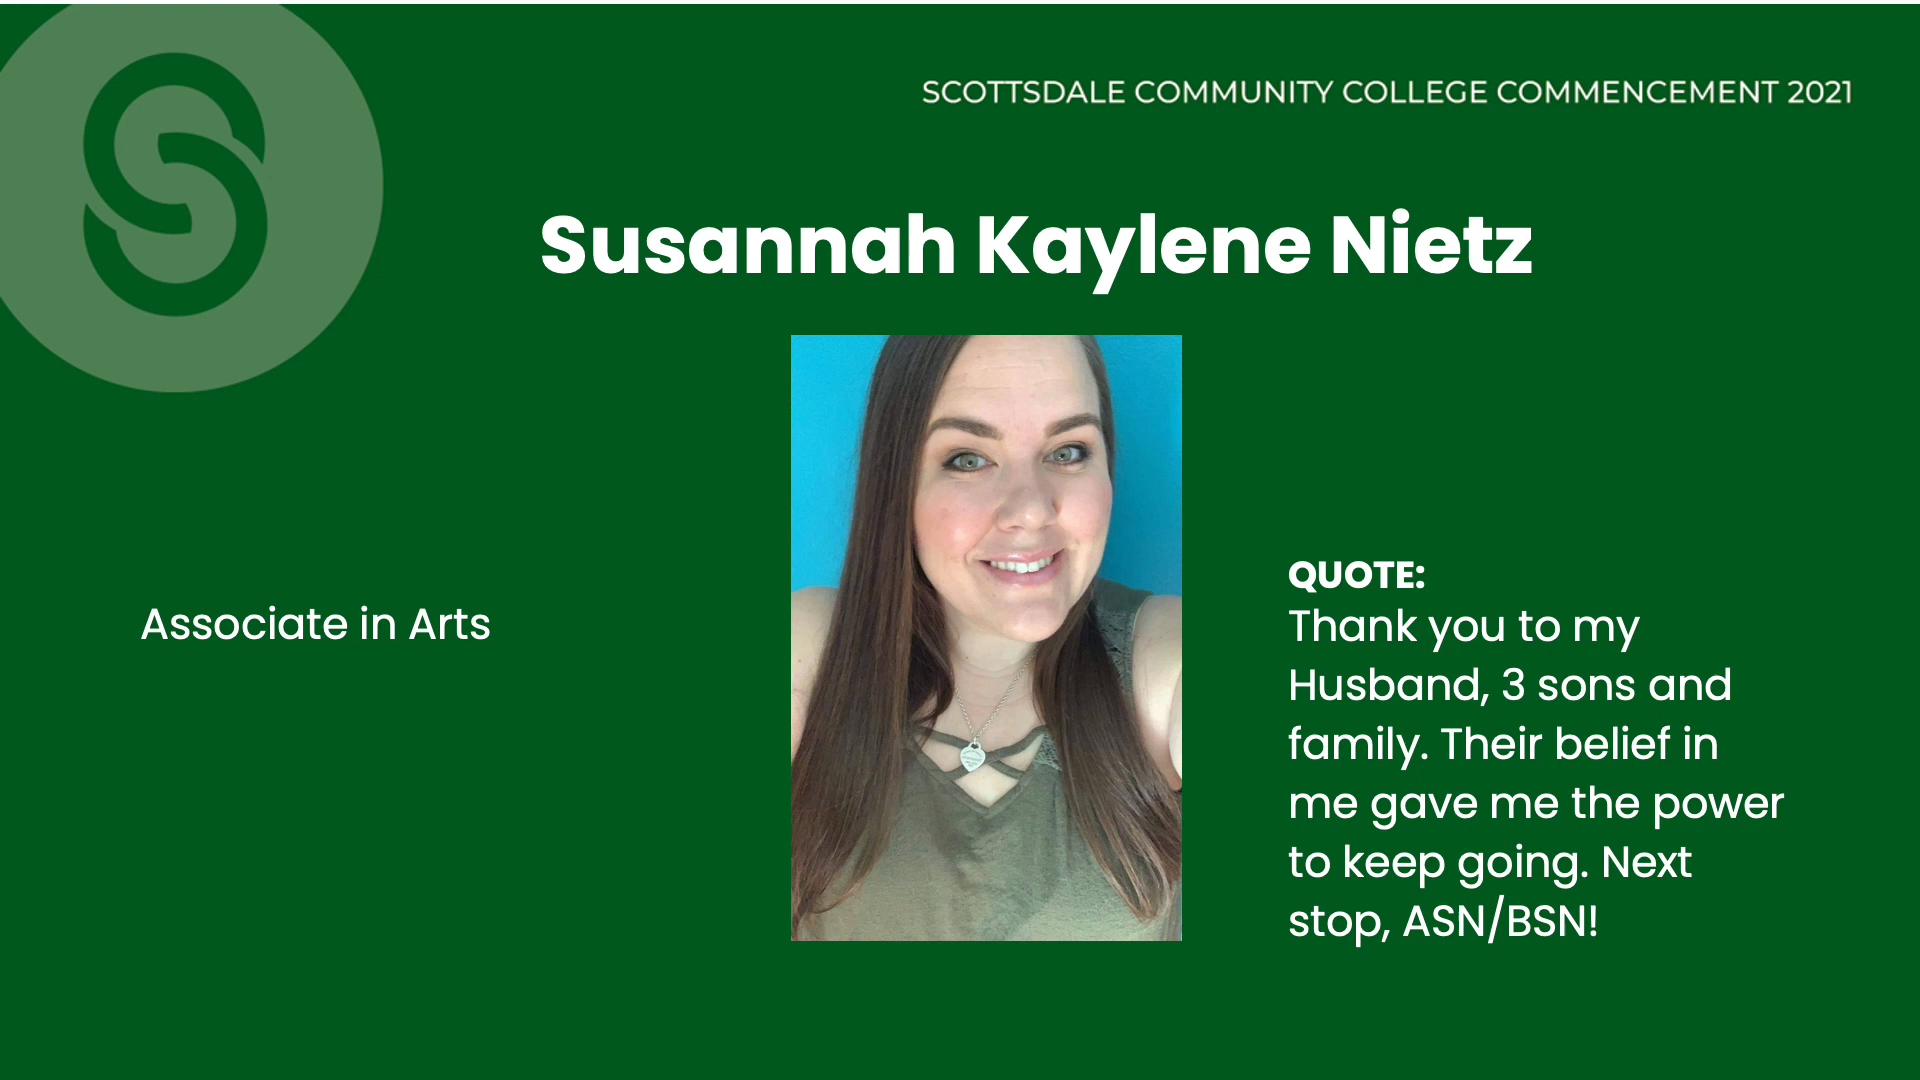 SCOTTSDALE COMMUNITY COLLEGE COMMENCEMENT 2021
Susannah Kaylene Nietz
Associate in Arts
QUOTE:
Thank you to my
Husband, 3 sons and
family. Their belief in
me gave me the power
to keep going. Next
stop, ASN/BSN!